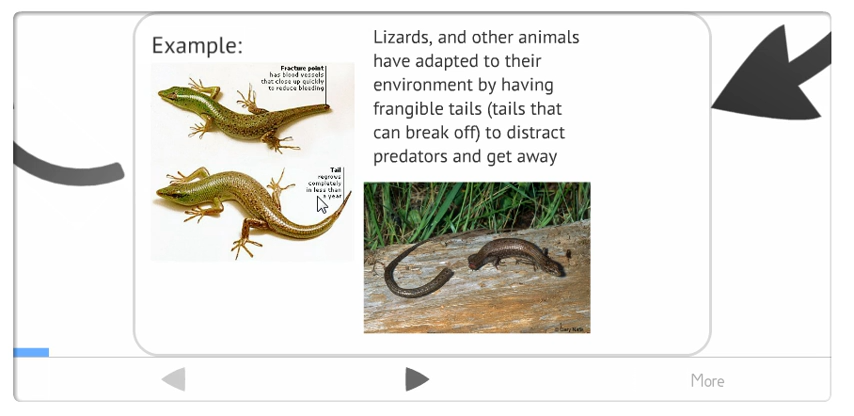 Example:
Fracture point
has blood vessels
that close up quickly
to reduce bleeding
Tail
regrows
completely
in less than
a year
Lizards, and other animals
have adapted to their
environment by having
frangible tails (tails that
can break off) to distract
predators and get away
More